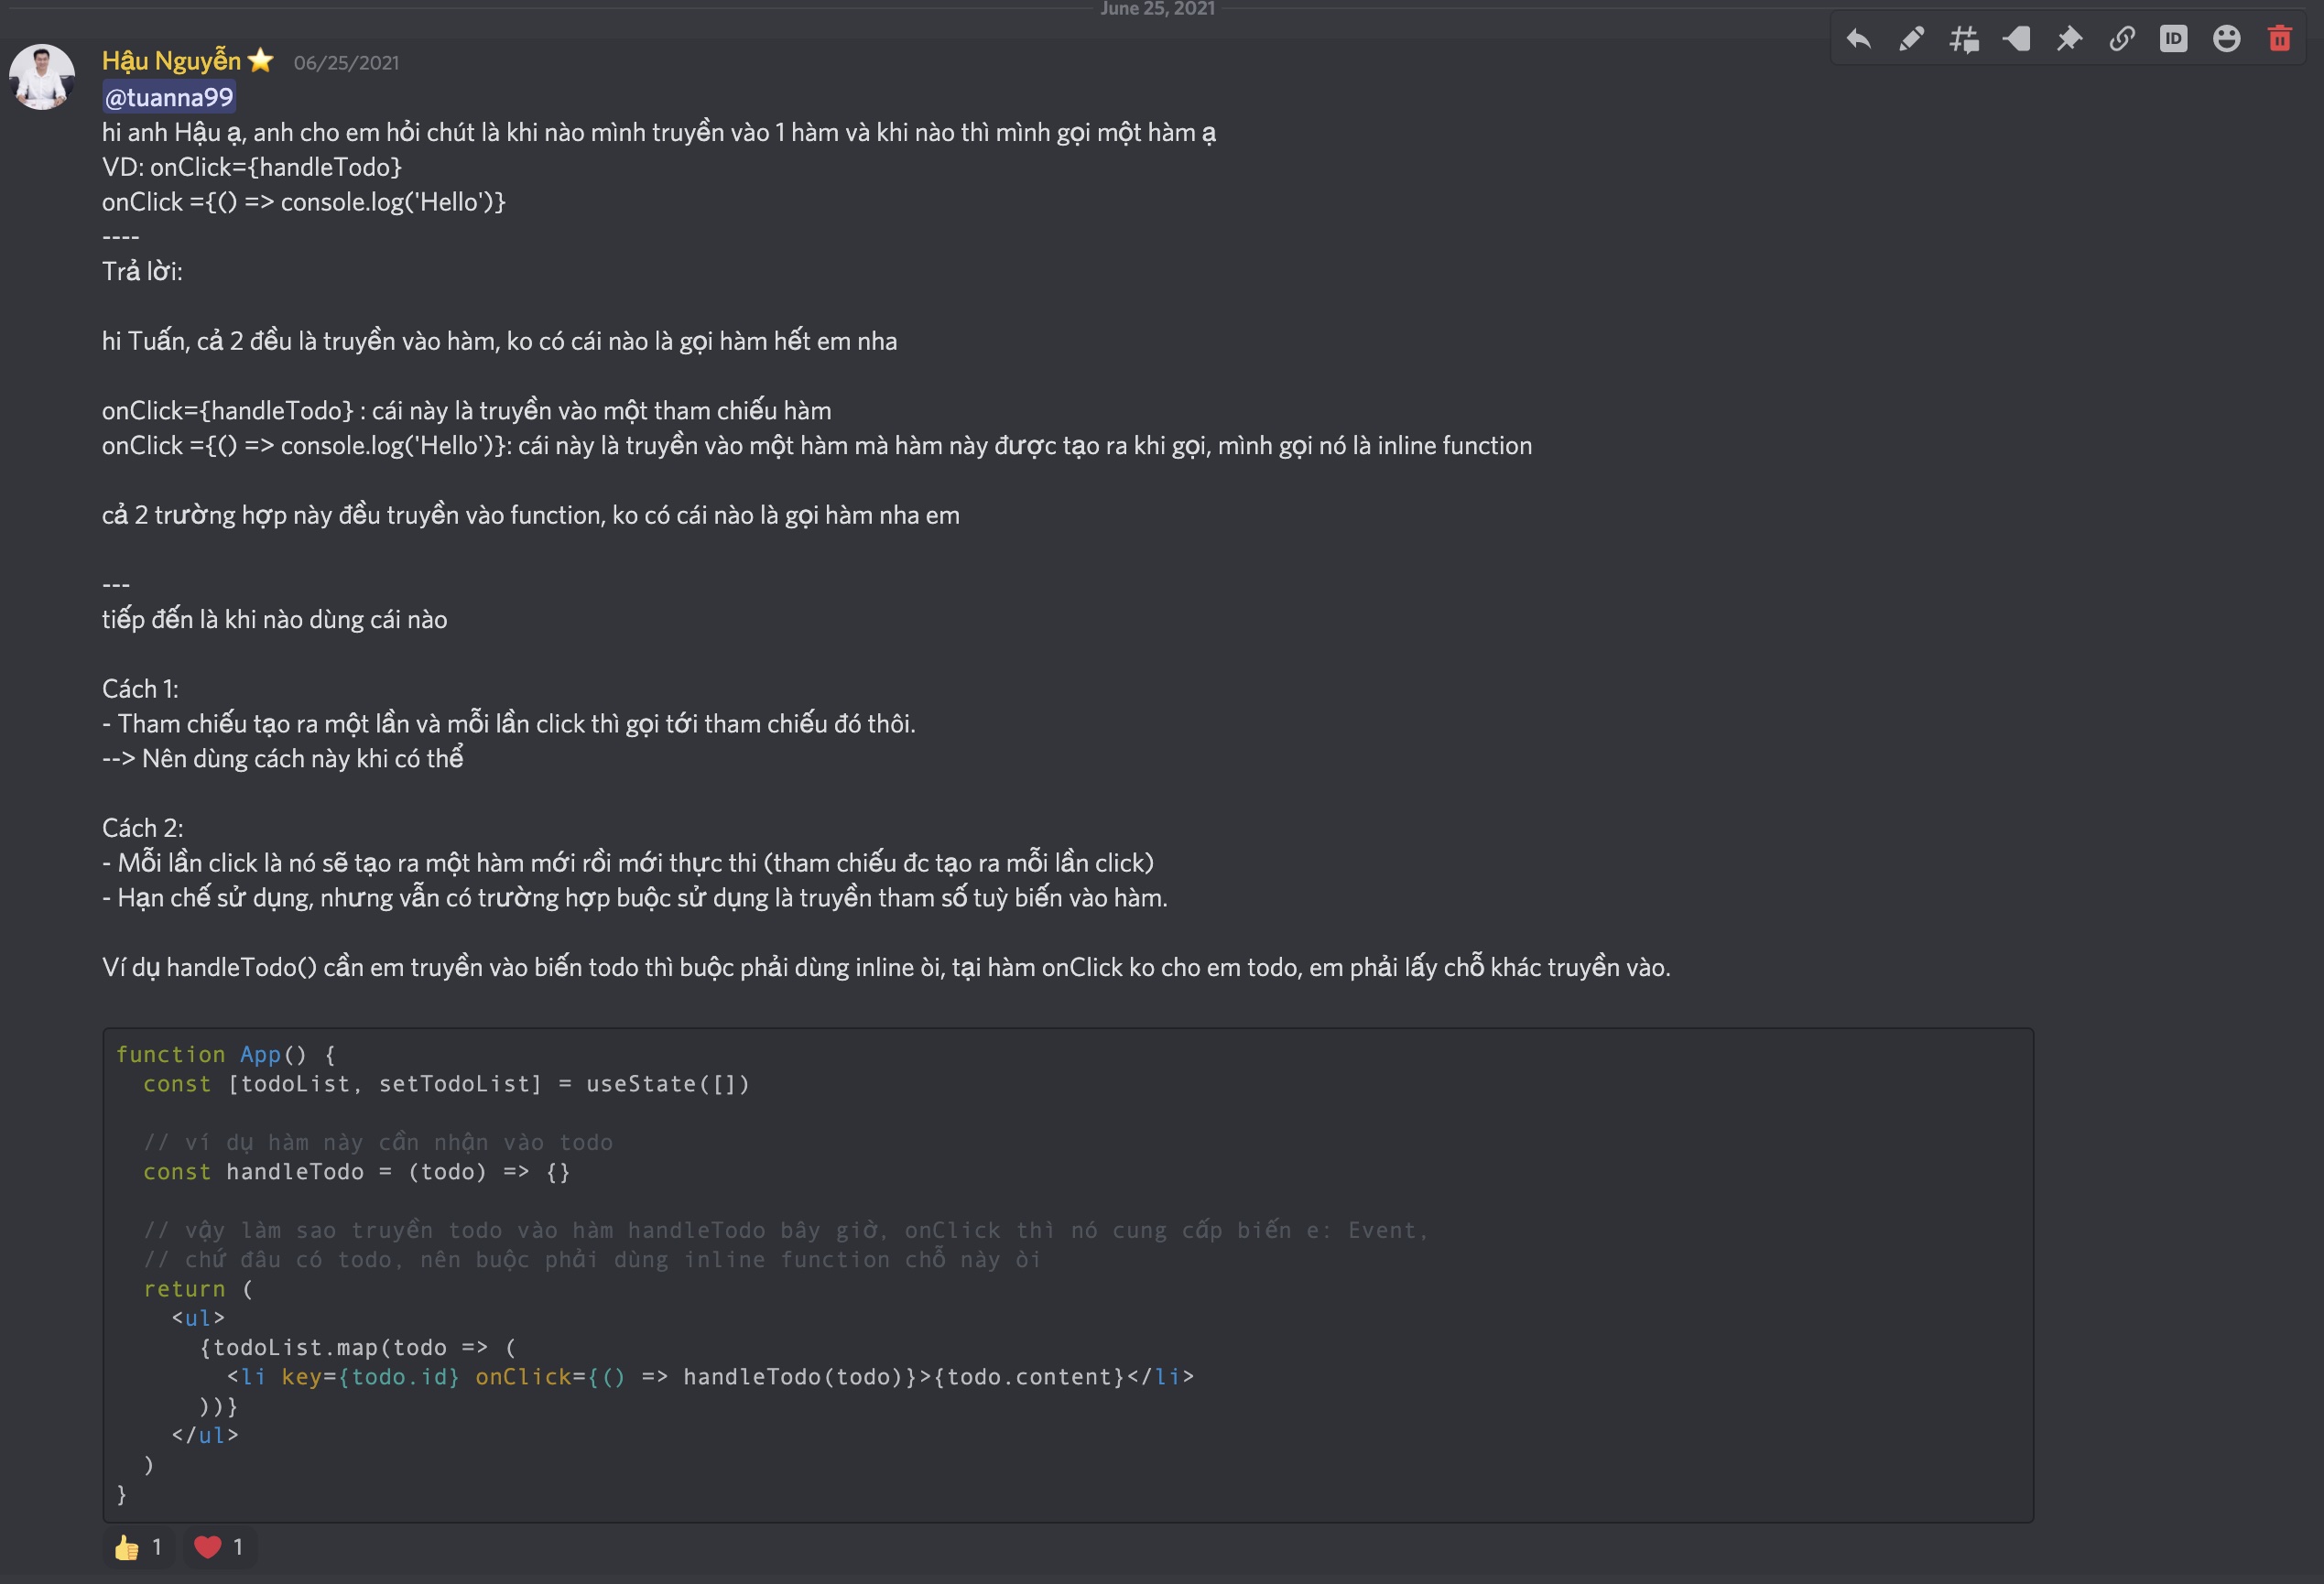 June 25, 2021
Hậu Nguyễn ⭐ 06/25/2021
@tuanna99
hi anh Hậu ạ, anh cho em hỏi chút là khi nào mình truyền vào 1 hàm và khi nào thì mình gọi một hàm ạ
VD: onClick={handleTodo}
onClick ={() => console.log('Hello')}
----
Trả lời:
hi Tuấn, cả 2 đều là truyền vào hàm, ko có cái nào là gọi hàm hết em nha
onClick={handleTodo} : cái này là truyền vào một tham chiếu hàm
onClick ={() => console.log('Hello')}: cái này là truyền vào một hàm mà hàm này được tạo ra khi gọi, mình gọi nó là inline function
cả 2 trường hợp này đều truyền vào function, ko có cái nào là gọi hàm nha em
---
tiếp đến là khi nào dùng cái nào
Cách 1:
- Tham chiếu tạo ra một lần và mỗi lần click thì gọi tới tham chiếu đó thôi.
--> Nên dùng cách này khi có thể
Cách 2:
- Mỗi lần click là nó sẽ tạo ra một hàm mới rồi mới thực thi (tham chiếu đc tạo ra mỗi lần click)
- Hạn chế sử dụng, nhưng vẫn có trường hợp buộc sử dụng là truyền tham số tuỳ biến vào hàm.
Ví dụ handleTodo() cần em truyền vào biến todo thì buộc phải dùng inline òi, tại hàm onClick ko cho em todo, em phải lấy chỗ khác truyền vào.
function App() {
  const [todoList, setTodoList] = useState([])
  // ví dụ hàm này cần nhận vào todo
  const handleTodo = (todo) => {}
  // vậy làm sao truyền todo vào hàm handleTodo bây giờ, onClick thì nó cung cấp biến e: Event,
  // chứ đâu có todo, nên buộc phải dùng inline function chỗ này òi
  return (
    <ul>
      {todoList.map(todo => (
        <li key={todo.id} onClick={() => handleTodo(todo)}>{todo.content}</li>
      ))}
    </ul>
  )
}
👍 1 ❤️ 1
ID